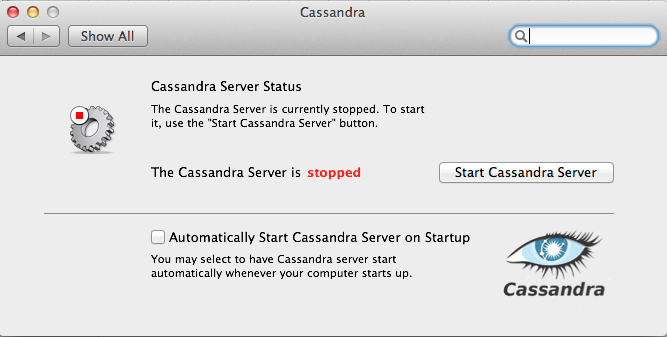 Cassandra
Show All
Cassandra Server Status
The Cassandra Server is currently stopped. To start
it, use the "Start Cassandra Server" button.
The Cassandra Server is stopped
Start Cassandra Server
Automatically Start Cassandra Server on Startup
You may select to have Cassandra server start
automatically whenever your computer starts up.
Cassandra